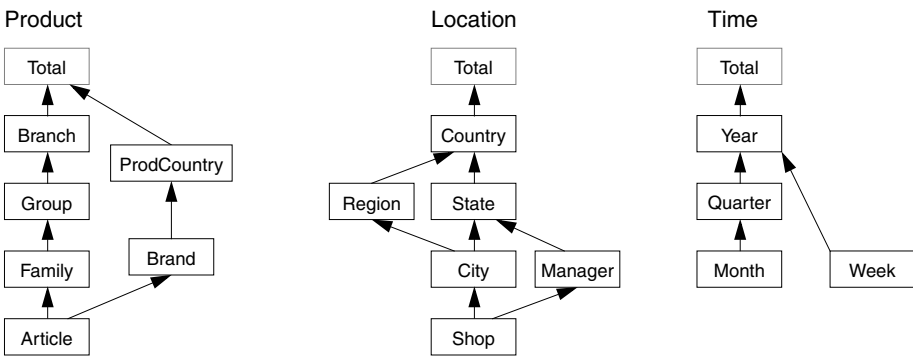 Product
Location
Time
Total
Total
Total
Branch
Country
Year
ProdCountry
Group
Region
State
Quarter
Brand
Family
City
Manager
Month
Week
Article
Shop